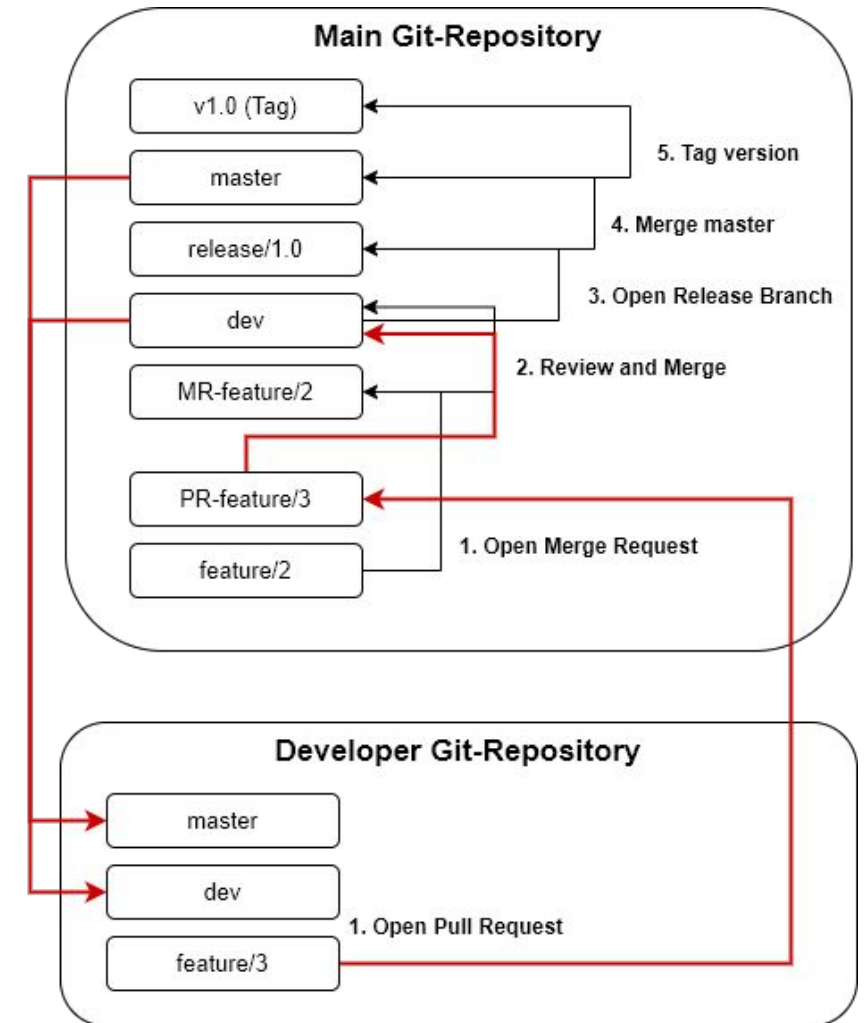 Main Git-Repository
v1.0 (Tag)
5. Tag version
master
4. Merge master
release/1.0
3. Open Release Branch
dev
2. Review and Merge
MR-feature/2
PR-feature/3
1. Open Merge Request
feature/2
Developer Git-Repository
master
dev
1. Open Pull Request
feature/3